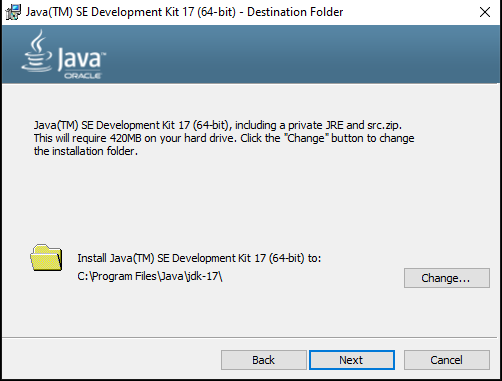 Java(TM) SE Development Kit 17 (64-bit) - Destination Folder
Java
ORACLE
Java(TM) SE Development Kit 17 (64-bit), including a private JRE and src.zip.
This will require 420MB on your hard drive. Click the "Change" button to change
the installation folder.
Install Java(TM) SE Development Kit 17 (64-bit) to:
C:\Program Files\Java\jdk-17\
Change...
Back
Next
Cancel